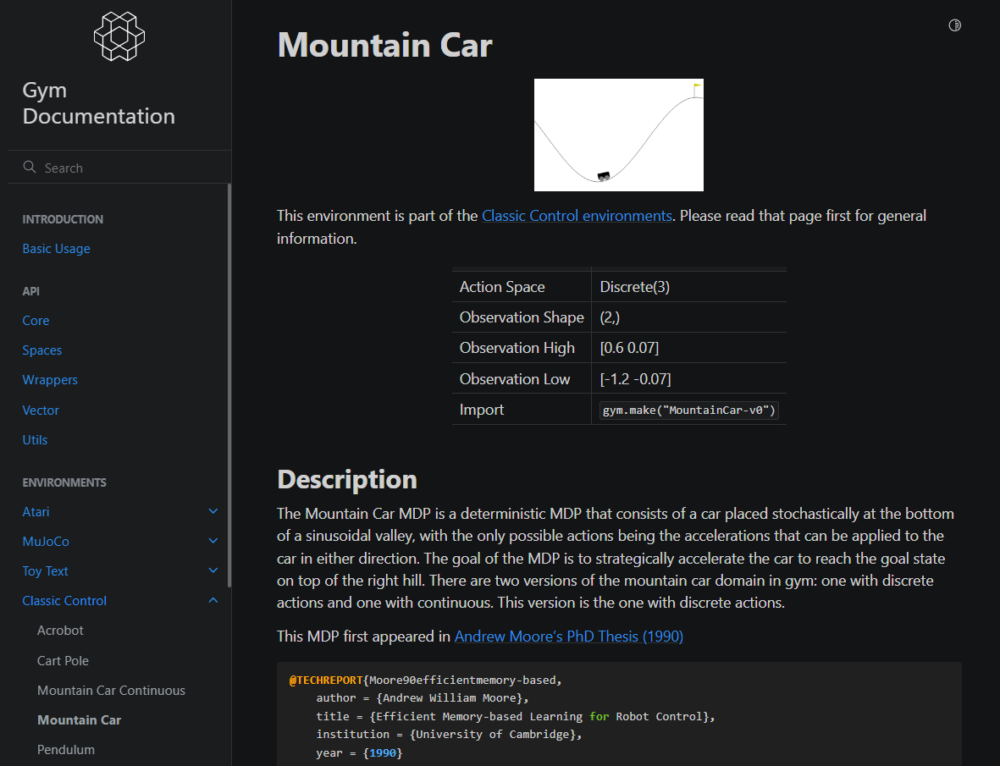 Gym
Documentation
Search
INTRODUCTION
Basic Usage
API
Core
Spaces
Wrappers
Vector
Utils
ENVIRONMENTS
Atari
MuJoCo
Toy Text
Classic Control
Acrobot
Cart Pole
Mountain Car Continuous
Mountain Car
Pendulum
Mountain Car
This environment is part of the Classic Control environments. Please read that page first for general
information.
Action Space Discrete(3)
Observation Shape (2,)
Observation High [0.6 0.07]
Observation Low [-1.2 -0.07]
Import gym.make("MountainCar-v0")
Description
The Mountain Car MDP is a deterministic MDP that consists of a car placed stochastically at the bottom
of a sinusoidal valley, with the only possible actions being the accelerations that can be applied to the
car in either direction. The goal of the MDP is to strategically accelerate the car to reach the goal state
on top of the right hill. There are two versions of the mountain car domain in gym: one with discrete
actions and one with continuous. This version is the one with discrete actions.
This MDP first appeared in Andrew Moore’s PhD Thesis (1990)
@TECHREPORT{Moore90efficientmemory-based,
author = {Andrew William Moore},
title = {Efficient Memory-based Learning for Robot Control},
institution = {University of Cambridge},
year = {1990}